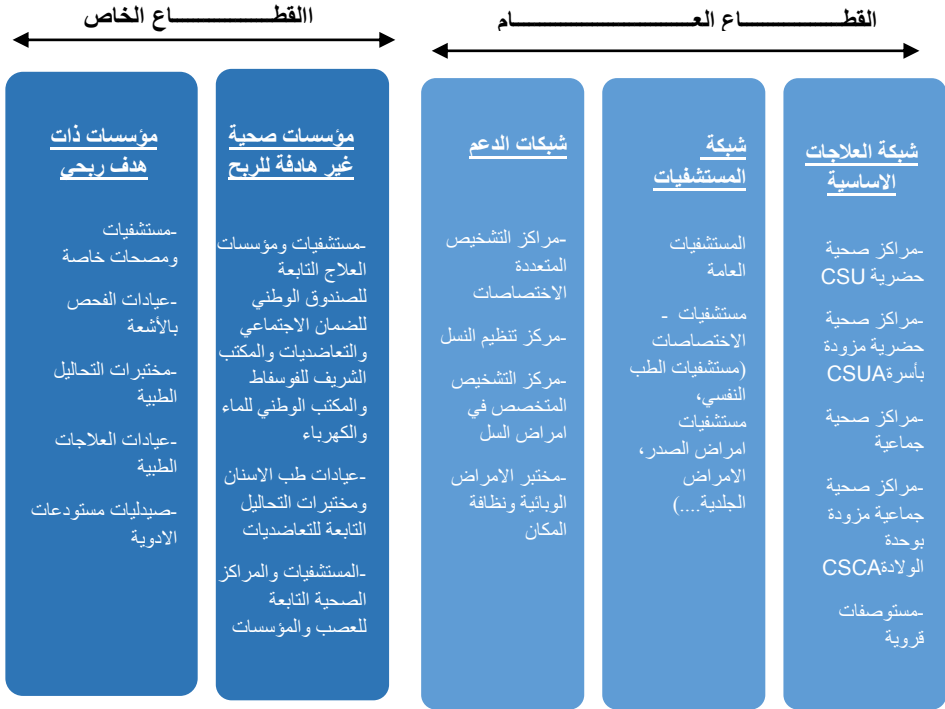 القطـــــــــاع العـــــــــــــــــام
شبكة العلاجات
الاساسية
-مراكز صحية
حضرية CSU
-مراكز صحية
حضرية مزودة
بأسرةCSUA
-مراكز صحية
جماعية
-مراكز صحية
جماعية مزودة
بوحدة
الولادةCSCA
-مستوصفات
قروية
شبكة
المستشفيات
المستشفيات
العامة
مستشفيات -
الاختصاصات
(مستشفيات الطب
النفسي،
مستشفيات
امراض الصدر،
الامراض
الجلدية....)
شبكات الدعم
-مراكز التشخيص
المتعددة
الاختصاصات
-مركز تنظيم النسل
-مركز التشخيص
المتخصص في
امراض السل
-مختبر الامراض
الوبائية ونظافة
المكان
االقطـــــــــاع الخاص
مؤسسات صحية
غير هادفة للربح
-مستشفيات ومؤسسات
العلاج التابعة
للصندوق الوطني
للضمان الاجتماعي
والتعاضديات والمكتب
الشريف للفوسفاط
والمكتب الوطني للماء
والكهرباء
-عيادات طب الاسنان
ومختبرات التحاليل
التابعة للتعاضديات
-المستشفيات والمراكز
الصحية التابعة
للعصب والمؤسسات
مؤسسات ذات
هدف ربحي
-مستشفيات
ومصحات خاصة
-عيادات الفحص
بالأشعة
-مختبرات التحاليل
الطبية
-عيادات العلاجات
الطبية
-صيدليات مستودعات
الادوية